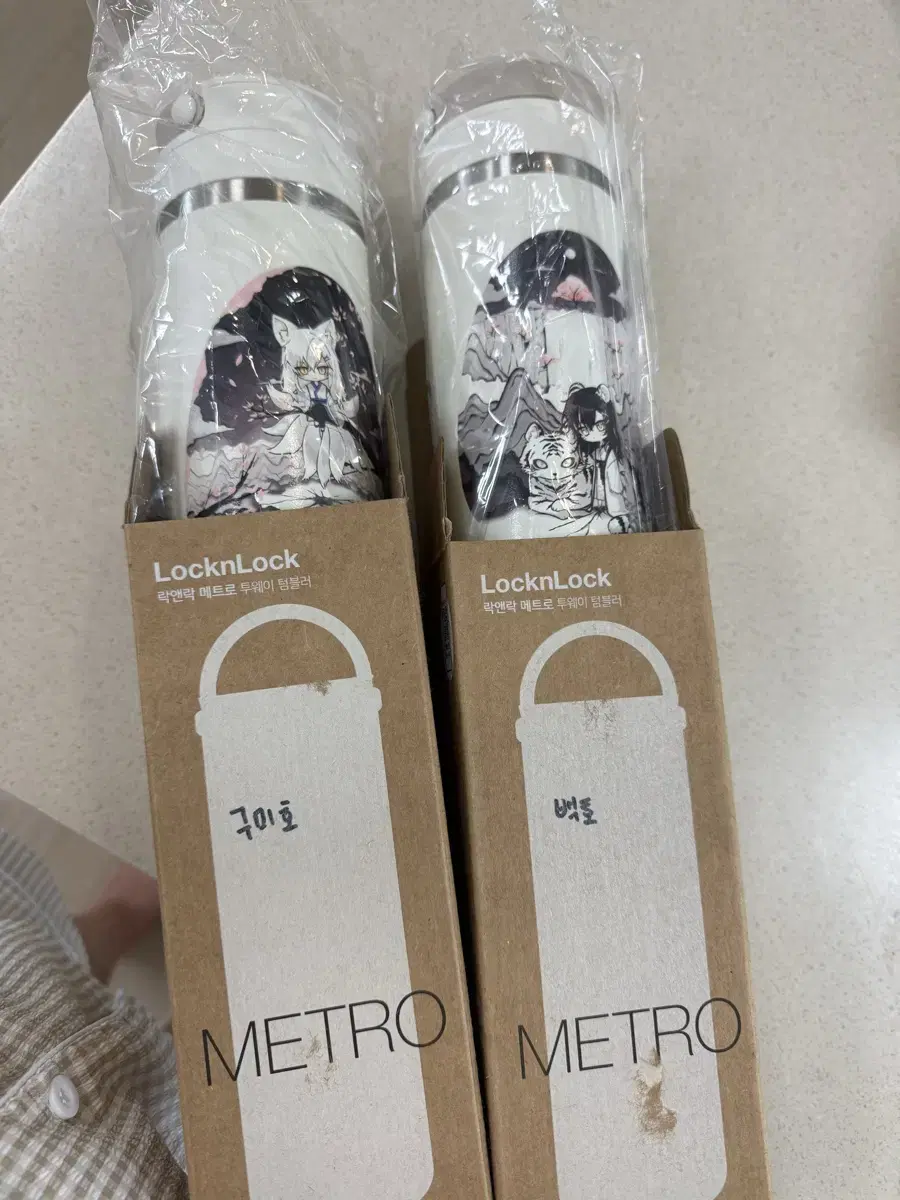 LocknLock
락앤락 메트로 투웨이 텀블러
구미호
METRO
LocknLock
락앤락 메트로 투웨이 텀블러
백호
METRO